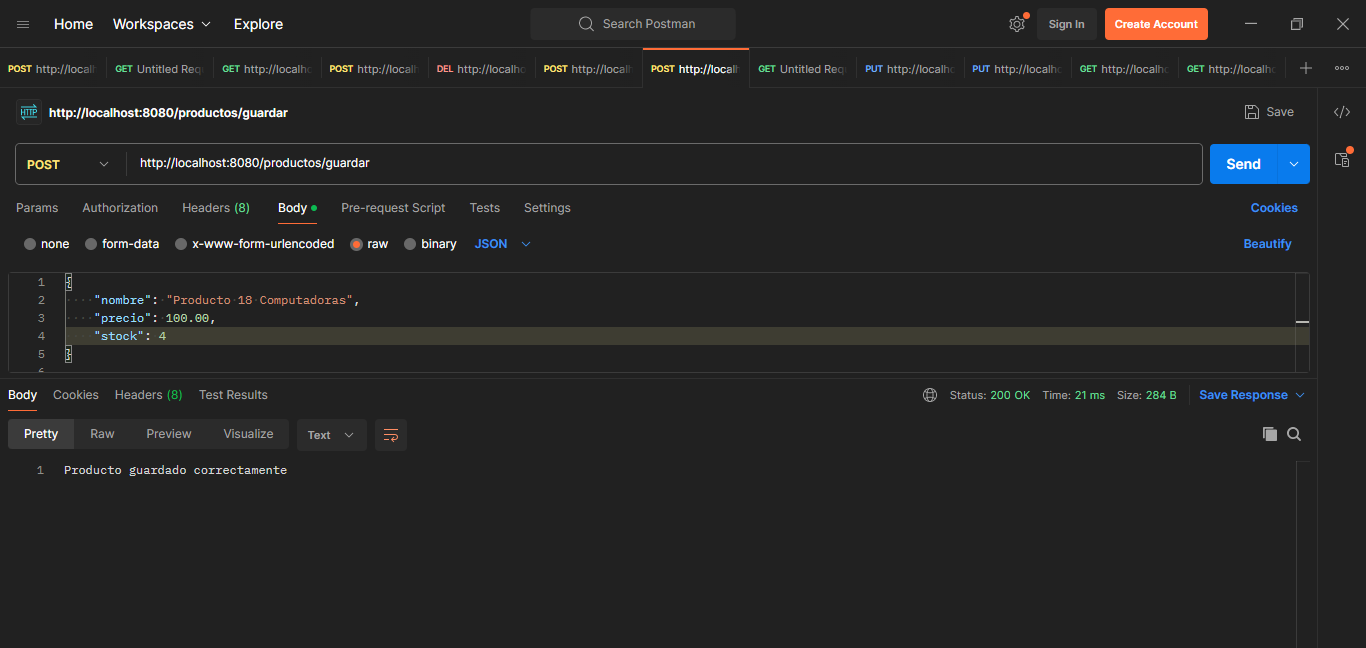 Home Workspaces Explore Search Postman Sign In Create Account
POST http://locall GET Untitled Req GET http://localho POST http://locall DEL http://localho POST http://locall POST http://locall GET Untitled Req PUT http://localho PUT http://localho GET http://localho GET http://localho
HTTP http://localhost:8080/productos/guardar Save
POST http://localhost:8080/productos/guardar Send
Params Authorization Headers (8) Body Pre-request Script Tests Settings Cookies
none form-data x-www-form-urlencoded raw binary JSON Beautify
1 {
2 "nombre": "Producto 18 Computadoras",
3 "precio": 100.00,
4 "stock": 4
5 }
6
Body Cookies Headers (8) Test Results Status: 200 OK Time: 21 ms Size: 284 B Save Response
Pretty Raw Preview Visualize Text
1 Producto guardado correctamente